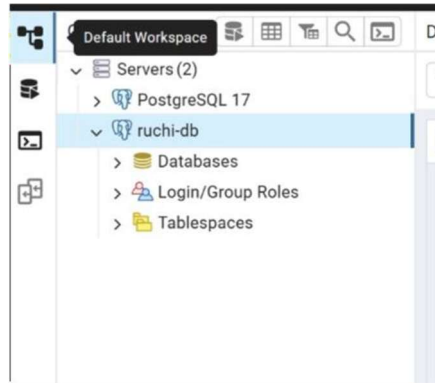 Default Workspace
D
Servers (2)
PostgreSQL 17
ruchi-db
Databases
Login/Group Roles
Tablespaces